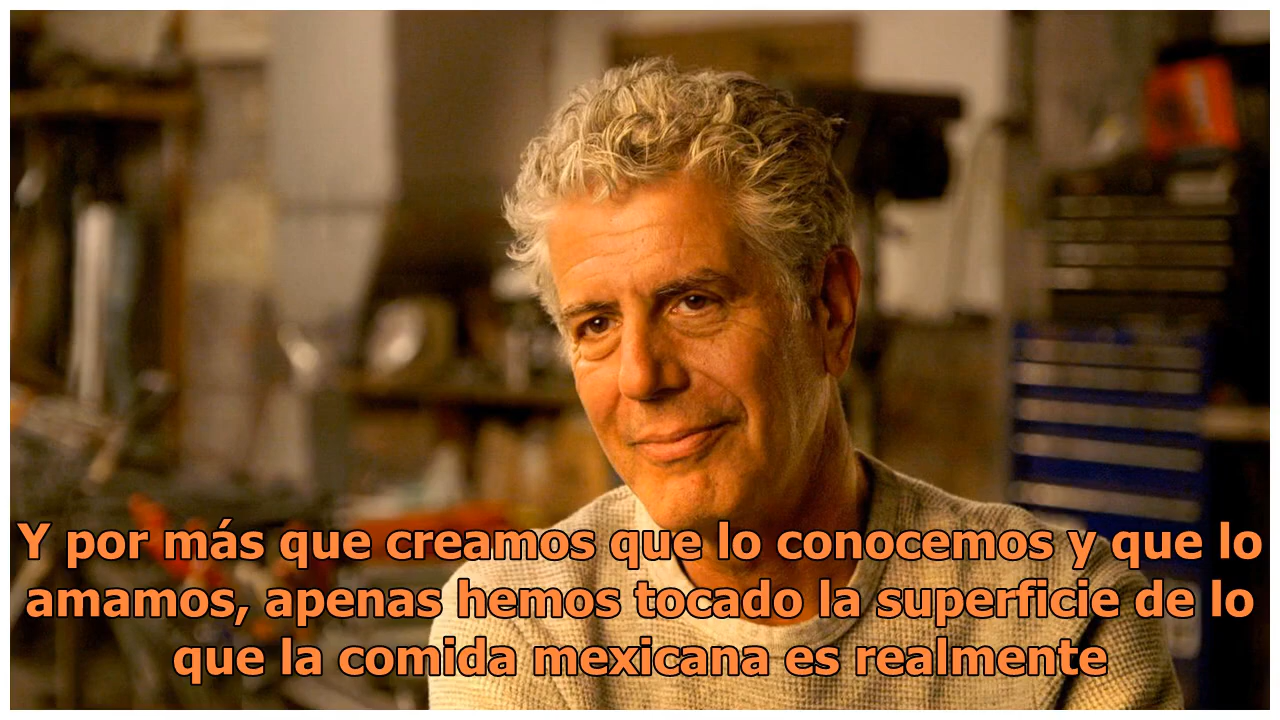 Y por más que creamos que lo conocemos y que lo
amamos, apenas hemos tocado la superficie de lo
que la comida mexicana es realmente